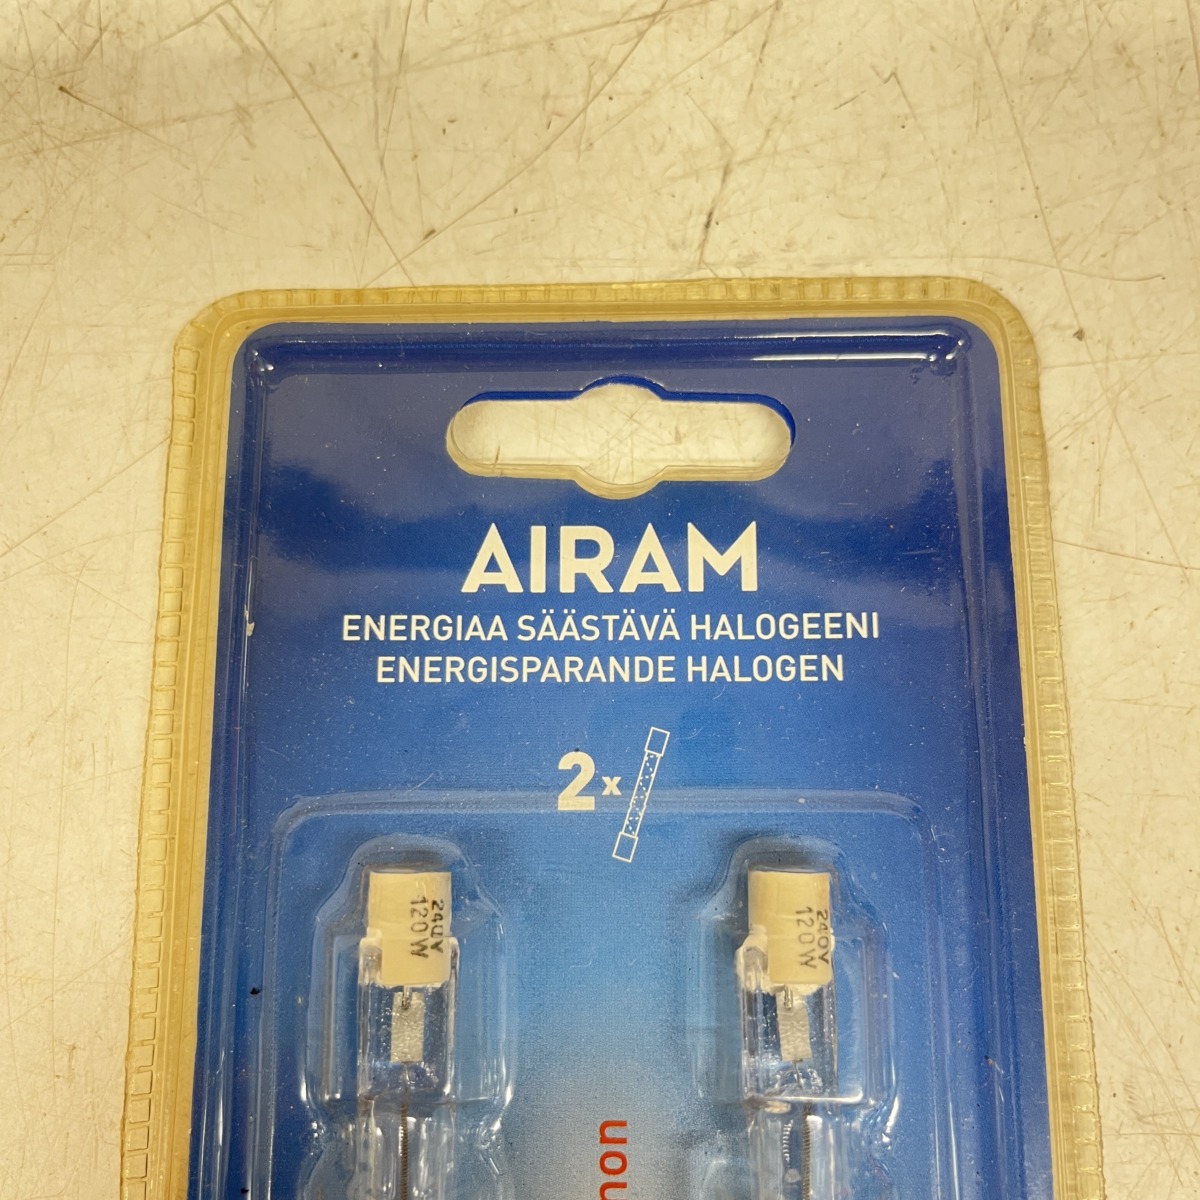 AIRAM
ENERGIAA SÄÄSTÄVÄ HALOGEENI
ENERGISPARANDE HALOGEN
2x
240V
120W
240V
120W